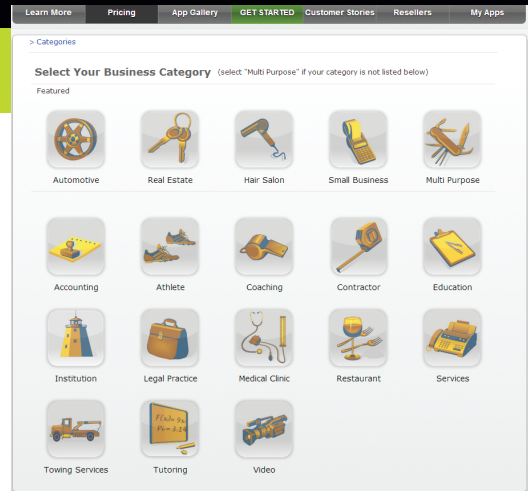 Learn More Pricing App Gallery GET STARTED Customer Stories Resellers My Apps
> Categories
Select Your Business Category (select "Multi Purpose" if your category is not listed below)
Featured
Automotive Real Estate Hair Salon Small Business Multi Purpose
Accounting Athlete Coaching Contractor Education
Institution Legal Practice Medical Clinic Restaurant Services
Towing Services Tutoring Video